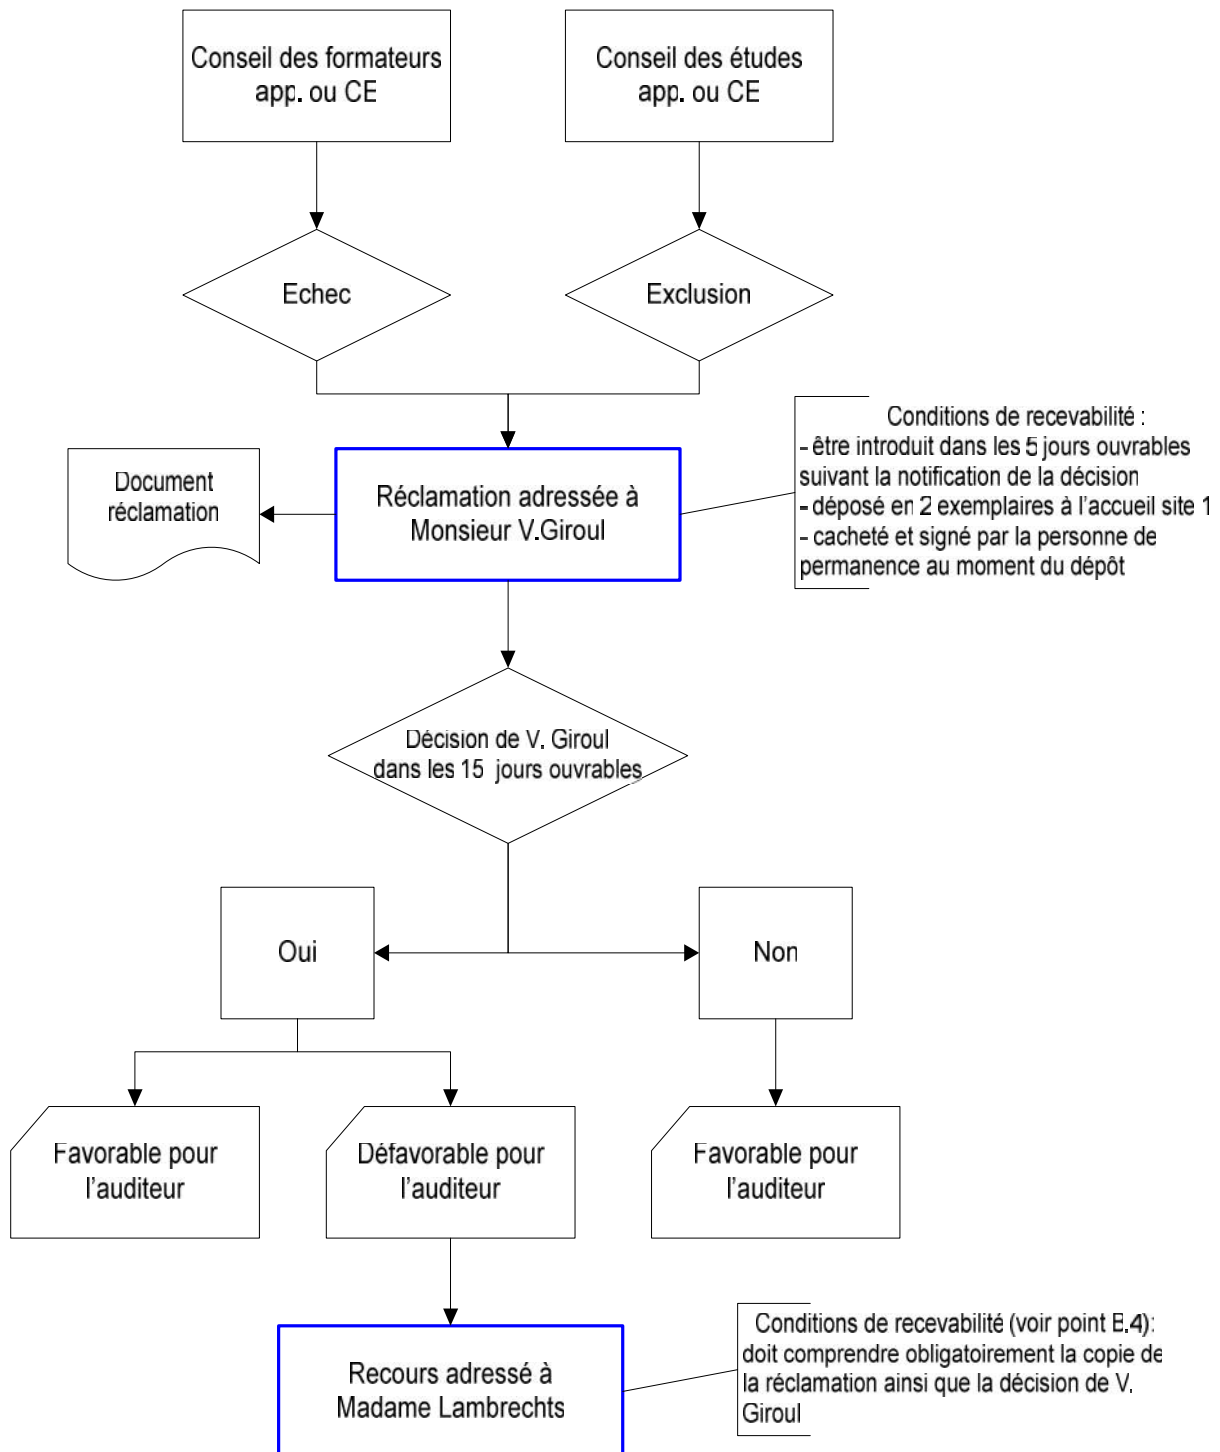 Conseil des formateurs
app. ou CE
Conseil des études
app. ou CE
Echec
Exclusion
Conditions de recevabilité :
- être introduit dans les 5 jours ouvrables
suivant la notification de la décision
- déposé en 2 exemplaires à l'accueil site 1
- cacheté et signé par la personne de
permanence au moment du dépôt
Document
réclamation
Réclamation adressée à
Monsieur V.Giroul
Décision de V. Giroul
dans les 15 jours ouvrables
Oui
Non
Favorable pour
l'auditeur
Défavorable pour
l'auditeur
Favorable pour
l'auditeur
Recours adressé à
Madame Lambrechts
Conditions de recevabilité (voir point B.4):
doit comprendre obligatoirement la copie de
la réclamation ainsi que la décision de V.
Giroul